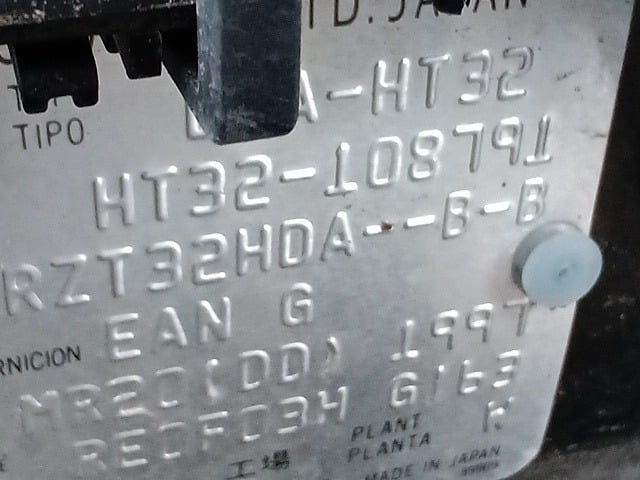 TD. JAPAN
TIPO
A-HT32
HT32-108791
RZT32HDA--B-B
EAN G
RNICION
MR20(DD) 1997
RE0F03H G163
PLANT W
PLANTA
工場
MADE IN JAPAN